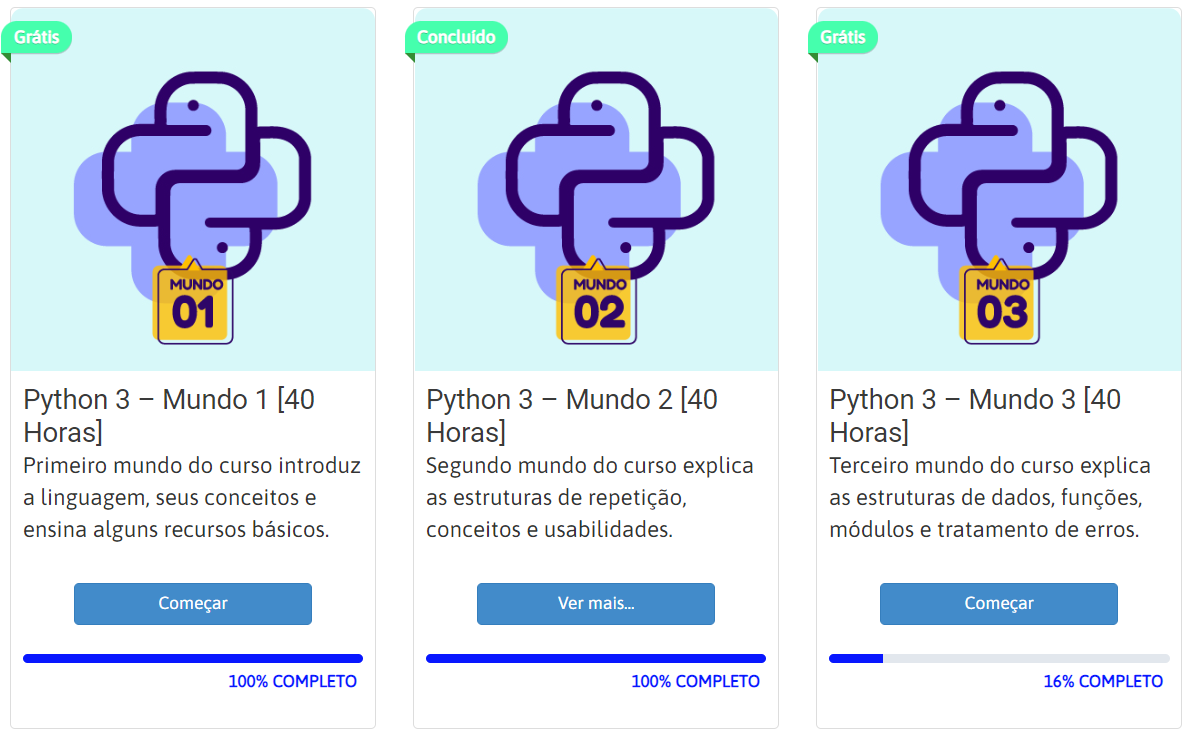 Grátis
MUNDO
01
Python 3 – Mundo 1 [40
Horas]
Primeiro mundo do curso introduz
a linguagem, seus conceitos e
ensina alguns recursos básicos.
Começar
100% COMPLETO
Concluído
MUNDO
02
Python 3 – Mundo 2 [40
Horas]
Segundo mundo do curso explica
as estruturas de repetição,
conceitos e usabilidades.
Ver mais...
100% COMPLETO
Grátis
MUNDO
03
Python 3 – Mundo 3 [40
Horas]
Terceiro mundo do curso explica
as estruturas de dados, funções,
módulos e tratamento de erros.
Começar
16% COMPLETO